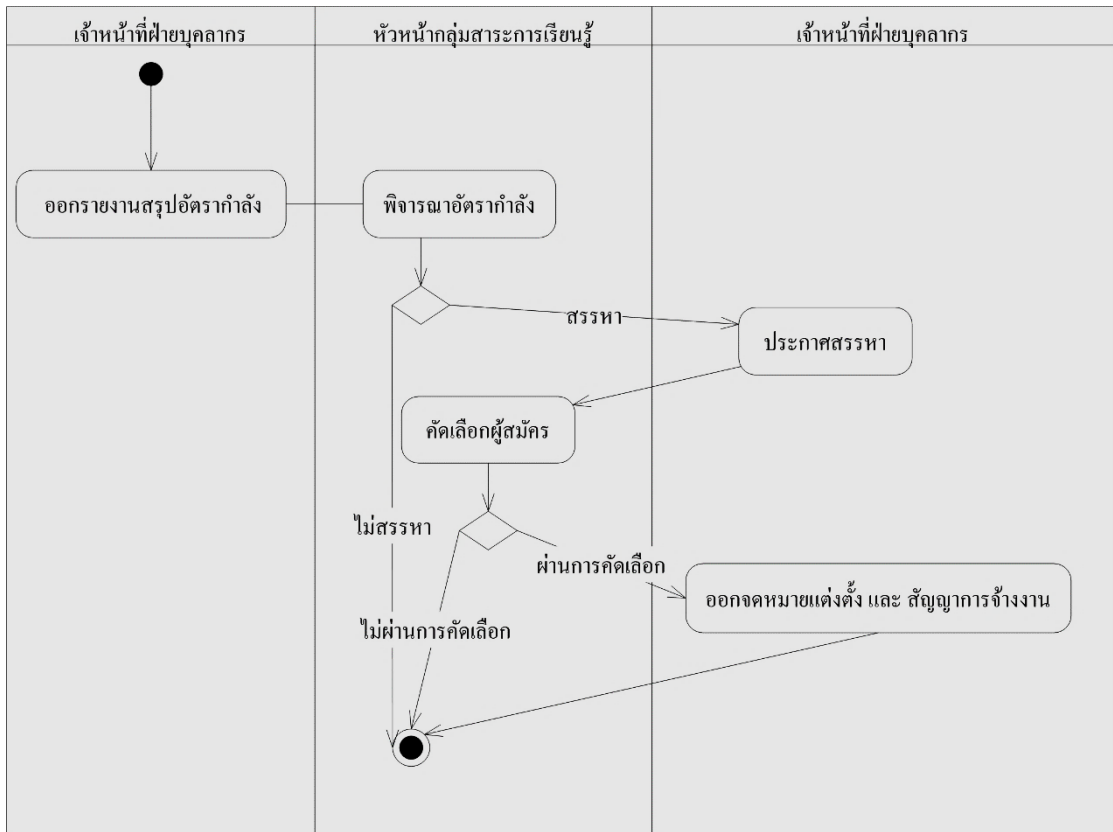 เจ้าหน้าที่ฝ่ายบุคลากร
หัวหน้ากลุ่มสาระการเรียนรู้
เจ้าหน้าที่ฝ่ายบุคลากร
ออกรายงานสรุปอัตรากำลัง
พิจารณาอัตรากำลัง
สรรหา
ประกาศสรรหา
คัดเลือกผู้สมัคร
ไม่สรรหา
ผ่านการคัดเลือก
ออกจดหมายแต่งตั้ง และ สัญญาการจ้างงาน
ไม่ผ่านการคัดเลือก